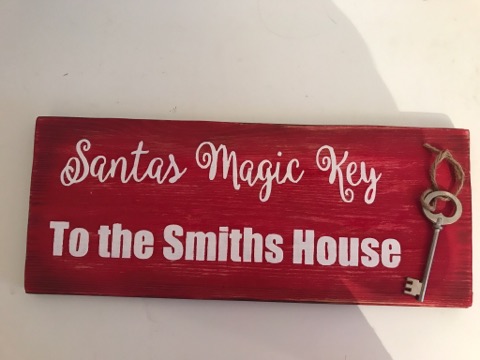 Santas Magic Key
To the Smiths House